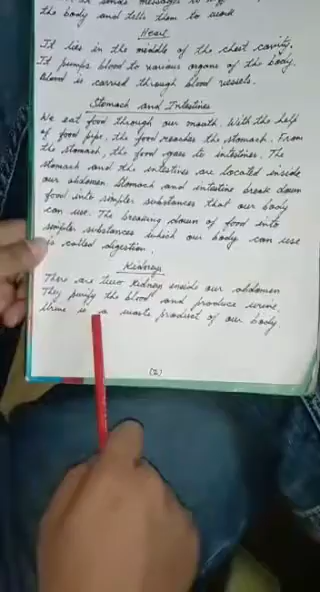 sends messages to
the body and tells them to work
Heart
It lies in the middle of the chest cavity.
It pumps blood to various organs of the body.
Blood is carried through blood vessels.
Stomach and Intestines
We eat food through our mouth. With the help
of food pipe, the food reaches the stomach. From
the stomach, the food goes to intestines. The
stomach and the intestines are located inside
our abdomen. Stomach and intestine break down
food into simpler substances that our body
can use. The breaking down of food into
simpler substances which our body can use
is called digestion.
Kidneys
There are two kidneys inside our abdomen
They purify the blood and produce urine.
Urine is a waste product of our body
(2)